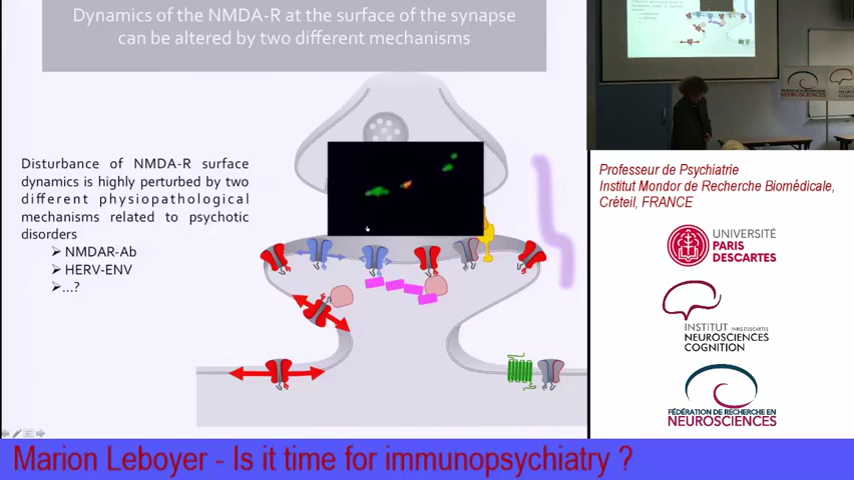 Dynamics of the NMDA-R at the surface of the synapse
can be altered by two different mechanisms
Disturbance of NMDA-R surface
dynamics is highly perturbed by two
different physiopathological
mechanisms related to psychotic
disorders
NMDAR-Ab
HERV-ENV
...?
Professeur de Psychiatrie
Institut Mondor de Recherche Biomédicale,
Créteil, FRANCE
UNIVERSITÉ
PARIS
DESCARTES
INSTITUT PARIS DESCARTES
NEUROSCIENCES
COGNITION
FÉDÉRATION DE RECHERCHE EN
NEUROSCIENCES
Marion Leboyer - Is it time for immunopsychiatry ?